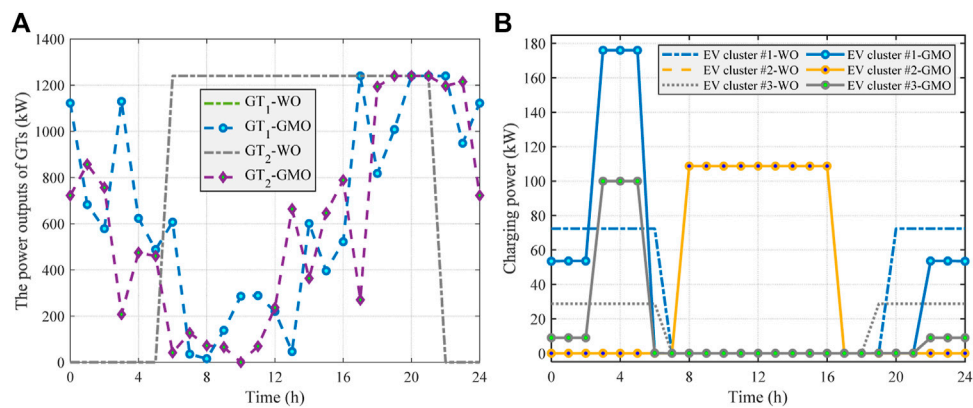 A
The power outputs of GTs (kW)
1400
1200
1000
800
600
400
200
0
GT1-WO
GT1-GMO
GT2-WO
GT2-GMO
0 4 8 12 16 20 24
Time (h)
B
Charging power (kW)
180
160
140
120
100
80
60
40
20
0
EV cluster #1-WO
EV cluster #2-WO
EV cluster #3-WO
EV cluster #1-GMO
EV cluster #2-GMO
EV cluster #3-GMO
0 4 8 12 16 20 24
Time (h)